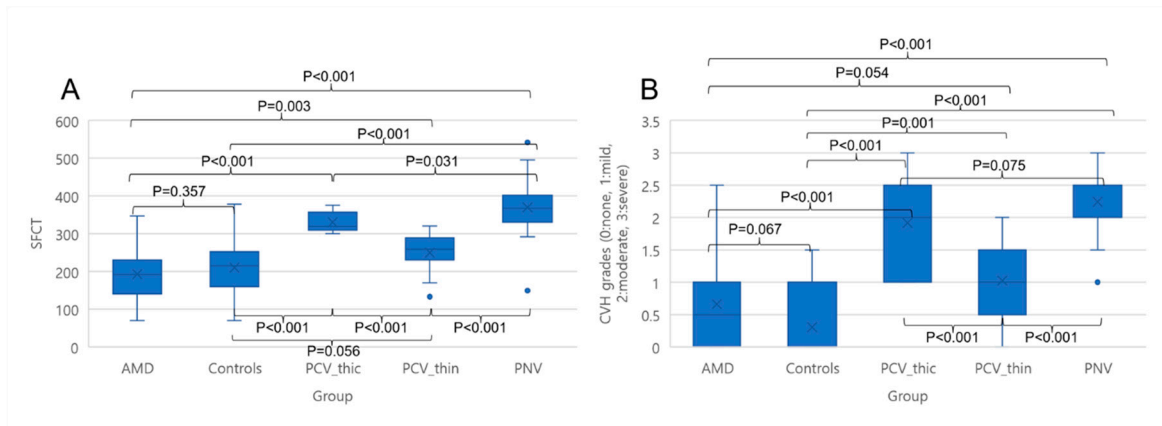 A
P<0.001
P=0.003
P<0.001
P<0.001
P=0.031
P=0.357
600
500
400
300
200
100
0
SFCT
P<0.001
P<0.001
P<0.001
P=0.056
AMD
Controls
PCV_thic
PCV_thin
PNV
Group
B
P<0.001
P=0.054
P<0.001
P=0.001
P<0.001
P=0.075
P<0.001
P=0.067
3.5
3
2.5
2
1.5
1
0.5
0
CVH grades (0:none, 1:mild,
2:moderate, 3:severe)
P<0.001
P<0.001
AMD
Controls
PCV_thic
PCV_thin
PNV
Group